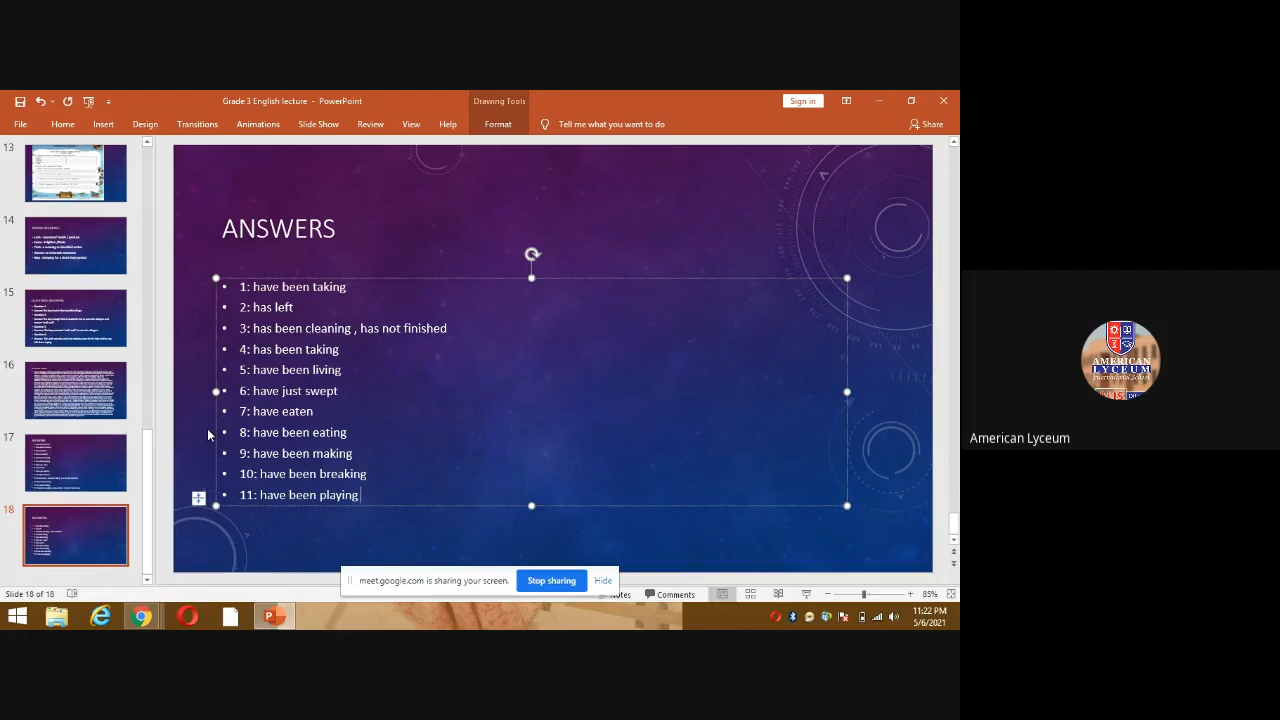 Grade 3 English lecture - PowerPoint
Drawing Tools
Sign in
File
Home
Insert
Design
Transitions
Animations
Slide Show
Review
View
Help
Format
Tell me what you want to do
Share
13
14
15
16
17
18
ANSWERS
• 1: have been taking
• 2: has left
• 3: has been cleaning , has not finished
• 4: has been taking
• 5: have been living
• 6: have just swept
• 7: have eaten
• 8: have been eating
• 9: have been making
• 10: have been breaking
• 11: have been playing
AMERICAN
LYCEUM
International School
American Lyceum
meet.google.com is sharing your screen.
Stop sharing
Hide
Slide 18 of 18
Notes
Comments
85%
11:22 PM
5/6/2021